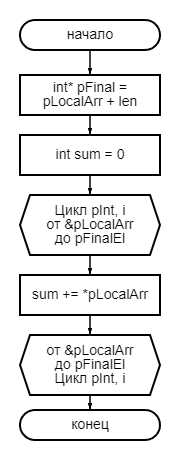 начало
int* pFinal =
pLocalArr + len
int sum = 0
Цикл pInt, i
от &pLocalArr
до pFinalEl
sum += *pLocalArr
от &pLocalArr
до pFinalEl
Цикл pInt, i
конец